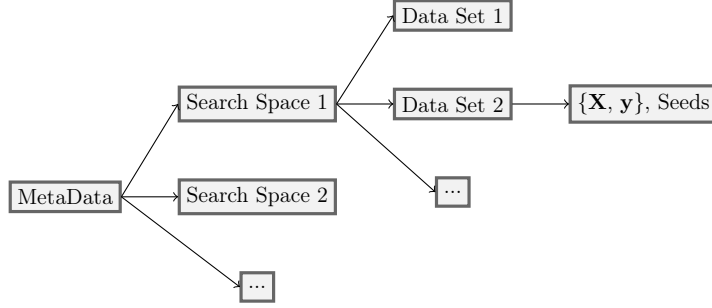 Data Set 1
Search Space 1
Data Set 2
{X, y}, Seeds
MetaData
Search Space 2
...
...